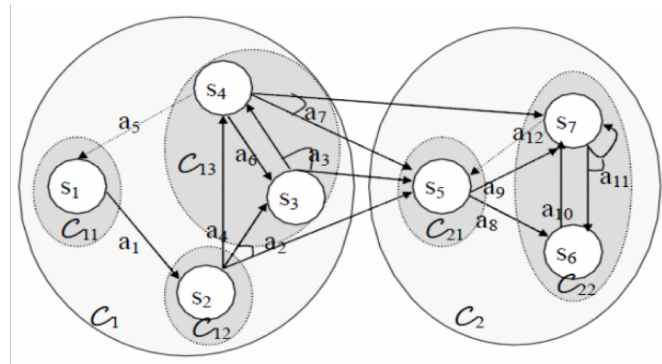 s₄
a₅
a₇
s₇
a₁₂
a₆
a₃
C₁₃
s₁
s₃
s₅
a₉
a₁₁
C₁₁
C₂₁
a₈
a₁₀
a₁
a₄
a₂
s₆
s₂
C₂₂
C₁
C₁₂
C₂